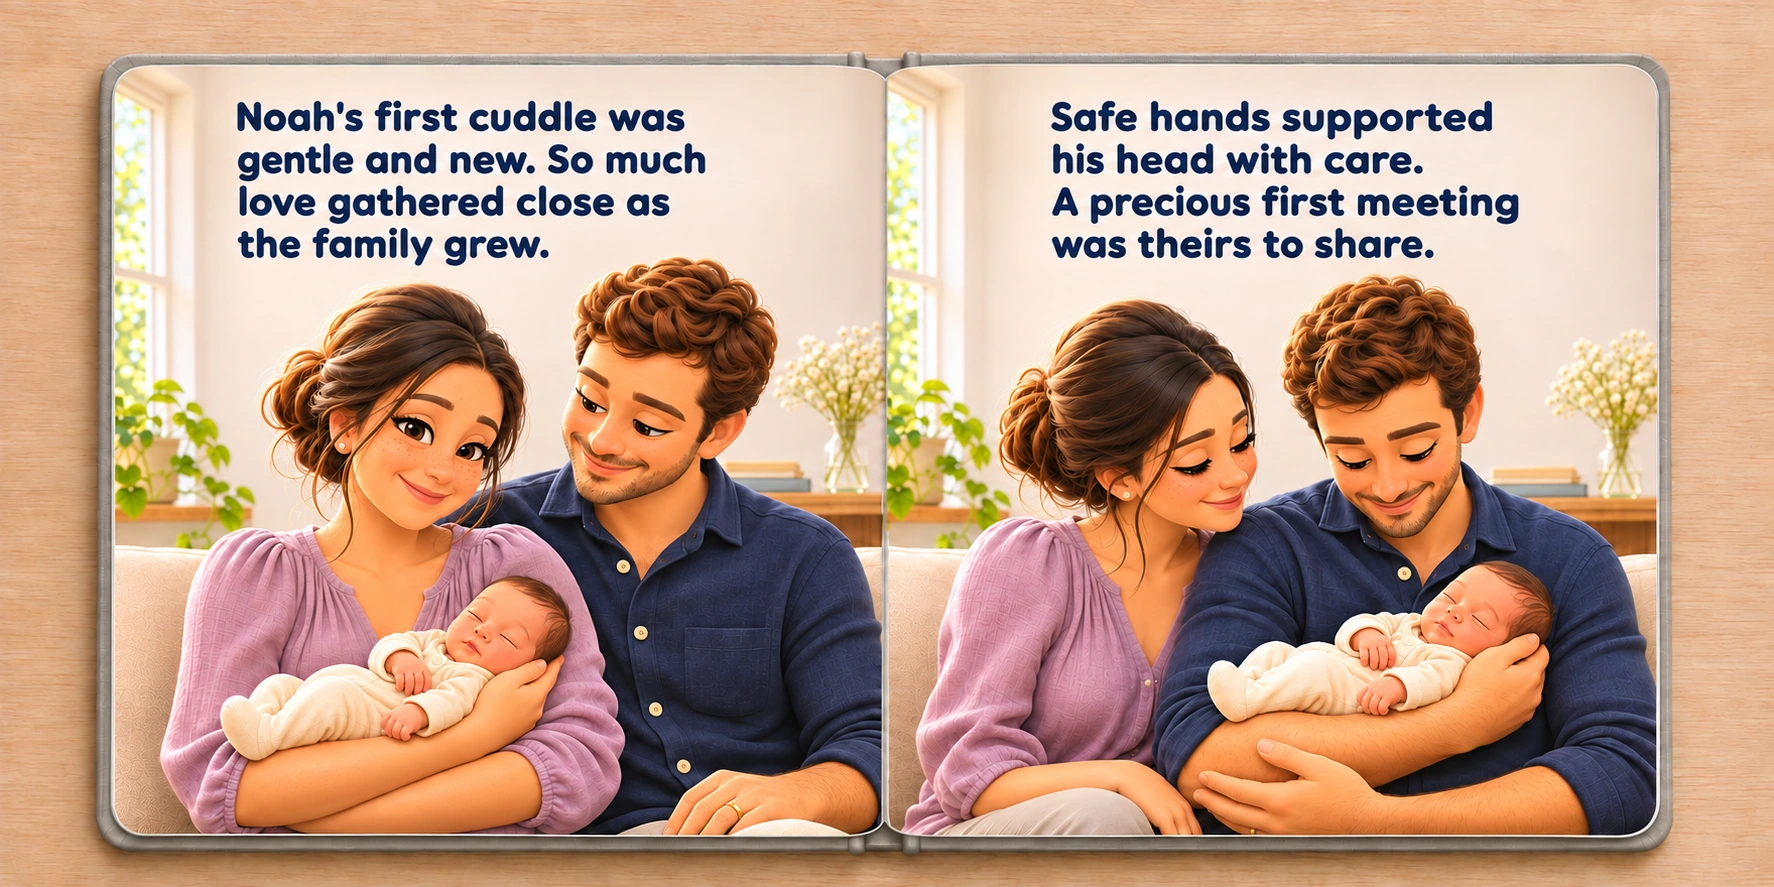 Noah's first cuddle was
gentle and new. So much
love gathered close as
the family grew.
Safe hands supported
his head with care.
A precious first meeting
was theirs to share.